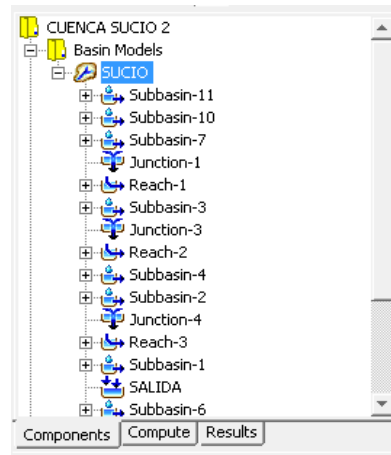 CUENCA SUCIO 2
Basin Models
SUCIO
Subbasin-11
Subbasin-10
Subbasin-7
Junction-1
Reach-1
Subbasin-3
Junction-3
Reach-2
Subbasin-4
Subbasin-2
Junction-4
Reach-3
Subbasin-1
SALIDA
Subbasin-6
Components Compute Results